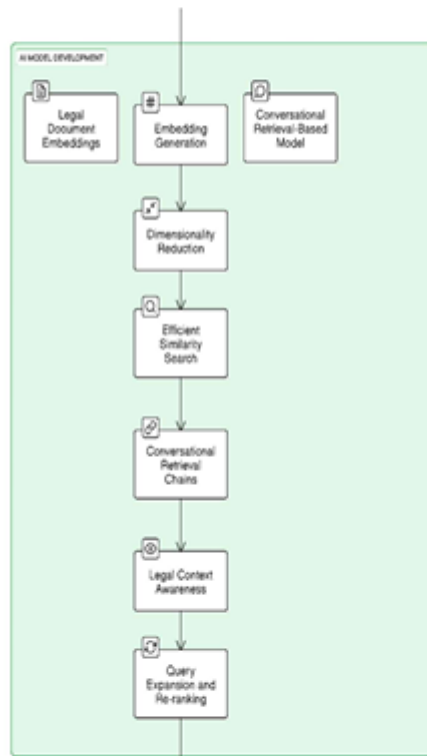 AI MODEL DEVELOPMENT
Legal
Document
Embeddings
#
Embedding
Generation
Conversational
Retrieval-Based
Model
Dimensionality
Reduction
Efficient
Similarity
Search
Conversational
Retrieval
Chains
Legal Context
Awareness
Query
Expansion and
Re-ranking